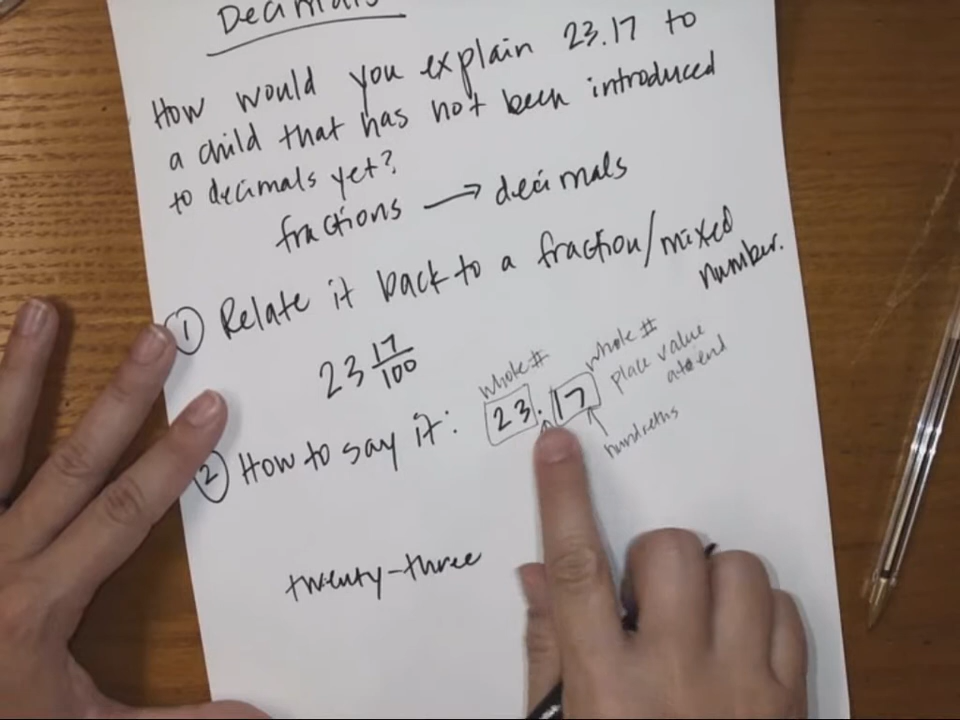 Decimals
How would you explain 23.17 to
a child that has not been introduced
to decimals yet?
fractions → decimals
① Relate it back to a fraction/mixed
number.
23 17/100
whole # whole #
place value
at end
② How to say it: 23.17
hundreths
twenty-three